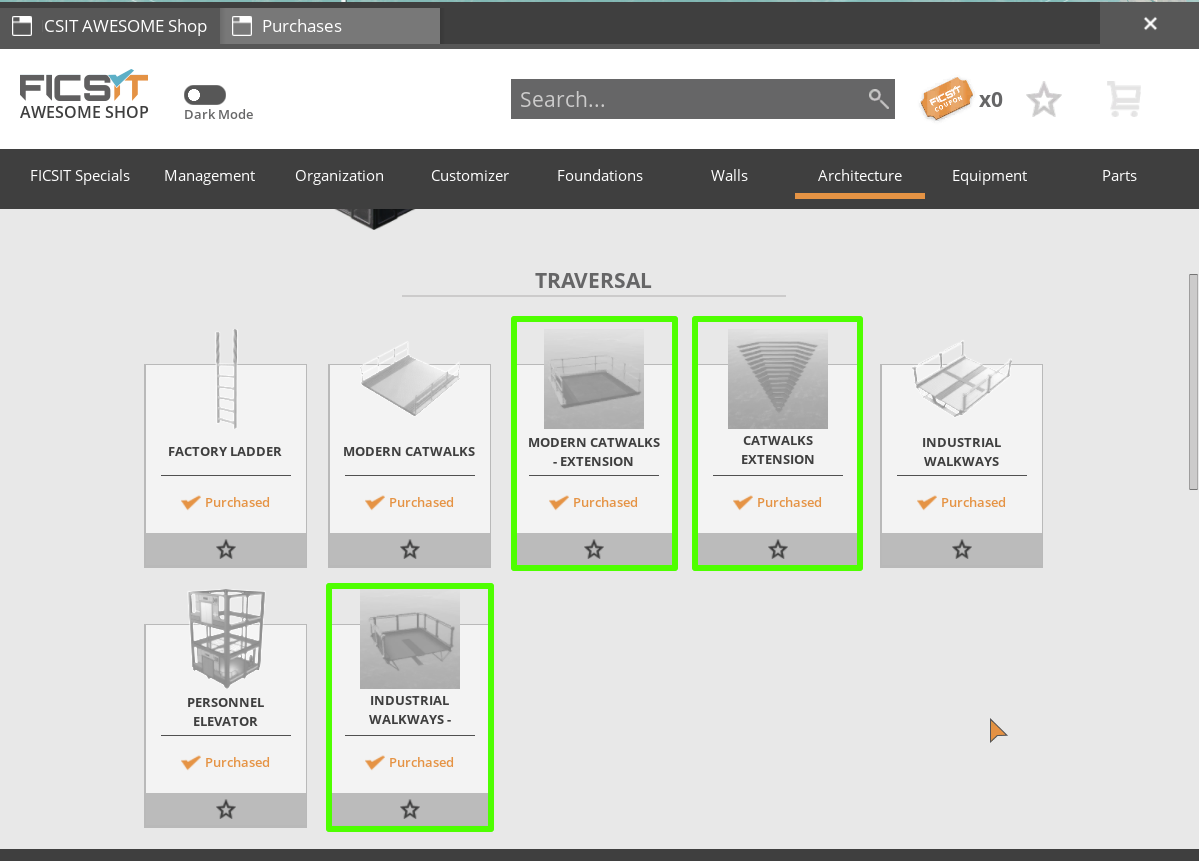 CSIT AWESOME Shop
Purchases
FICSIT
AWESOME SHOP
Dark Mode
Search...
FICSIT
COUPON
x0
FICSIT Specials
Management
Organization
Customizer
Foundations
Walls
Architecture
Equipment
Parts
TRAVERSAL
FACTORY LADDER
Purchased
MODERN CATWALKS
Purchased
MODERN CATWALKS
- EXTENSION
Purchased
CATWALKS
EXTENSION
Purchased
INDUSTRIAL
WALKWAYS
Purchased
PERSONNEL
ELEVATOR
Purchased
INDUSTRIAL
WALKWAYS -
Purchased